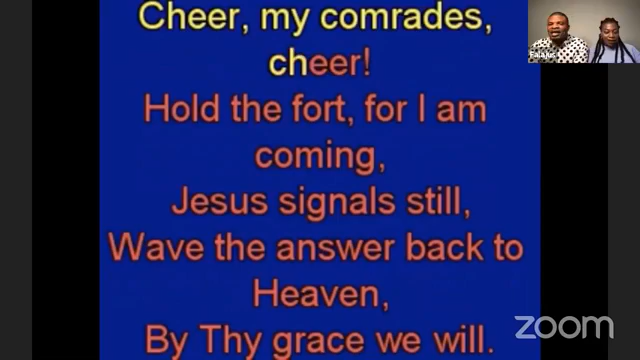 Cheer, my comrades,
cheer!
Hold the fort, for I am
coming,
Jesus signals still,
Wave the answer back to
Heaven,
By Thy grace we will.
zoom